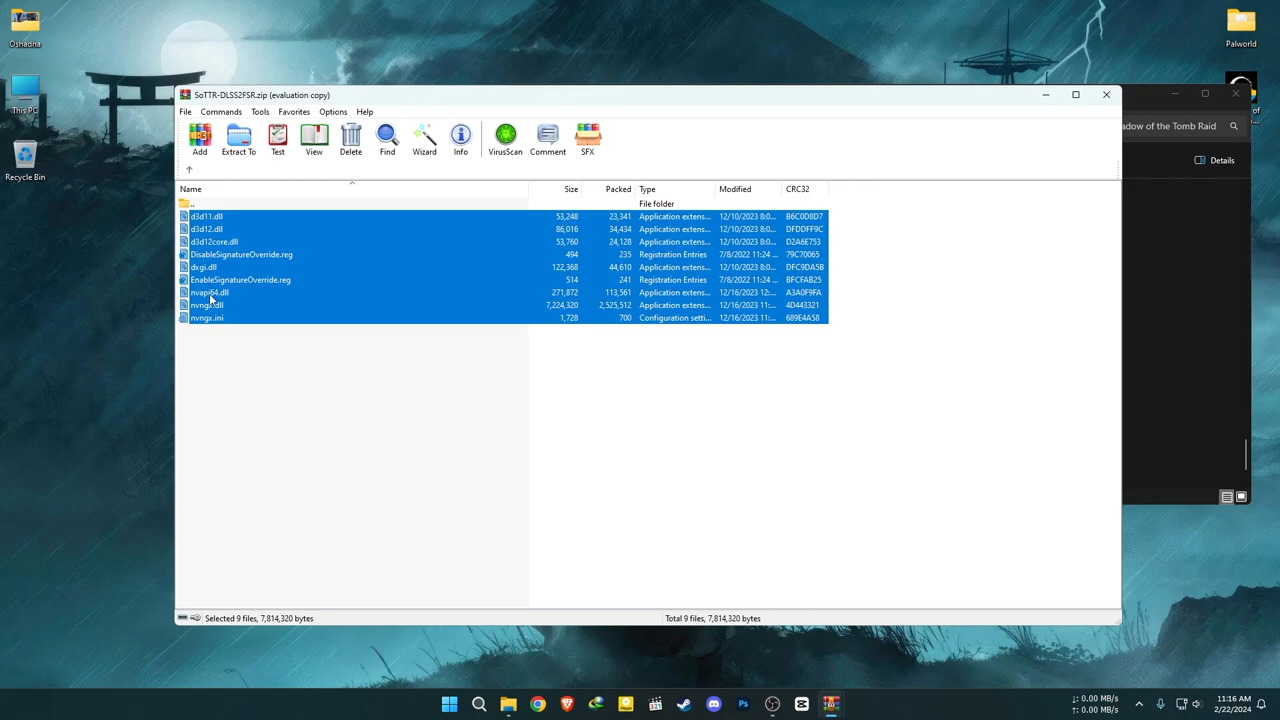 Oshadha
This PC
Recycle Bin
Palworld
SoTTR-DLSS2FSR.zip (evaluation copy)
File Commands Tools Favorites Options Help
Add Extract To Test View Delete Find Wizard Info VirusScan Comment SFX
adow of the Tomb Raid
Details
Name Size Packed Type Modified CRC32
.. File folder
d3d11.dll 53,248 23,341 Application extens... 12/10/2023 8:0... B6C0D8D7
d3d12.dll 86,016 34,434 Application extens... 12/10/2023 8:0... DFDDFF9C
d3d12core.dll 53,760 24,128 Application extens... 12/10/2023 8:0... D2A6E753
DisableSignatureOverride.reg 494 235 Registration Entries 7/8/2022 11:24 ... 79C70065
dxgi.dll 122,368 44,610 Application extens... 12/10/2023 8:0... DFC9DA5B
EnableSignatureOverride.reg 514 241 Registration Entries 7/8/2022 11:24 ... BFCFAB25
nvapi64.dll 271,872 113,561 Application extens... 12/16/2023 12:... A3A0F9FA
nvngx.dll 7,224,320 2,525,512 Application extens... 12/16/2023 11:... 4D443321
nvngx.ini 1,728 700 Configuration setti... 12/16/2023 11:... 689E4A58
Selected 9 files, 7,814,320 bytes Total 9 files, 7,814,320 bytes
↓: 0.00 MB/s
↑: 0.00 MB/s
11:16 AM
2/22/2024